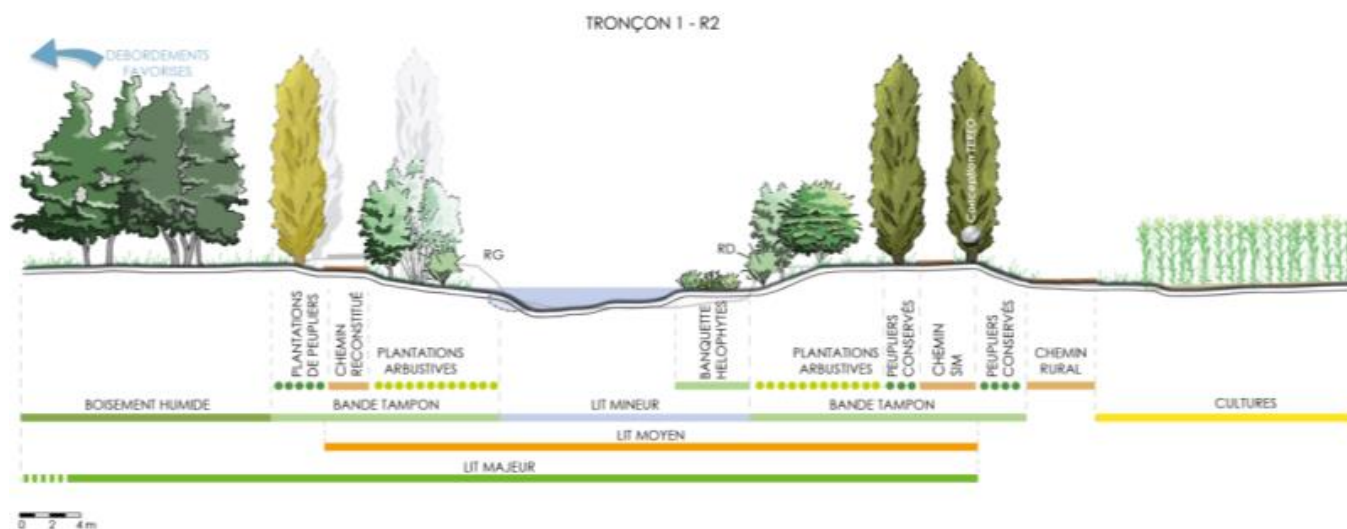 TRONÇON 1 - R2
DEBORDEMENTS
FAVORISES
Conception TEREO
RG
RD
PLANTATIONS
DE PEUPLIERS
CHEMIN
RECONSTITUÉ
PLANTATIONS
ARBUSTIVES
BANQUETTE
HELOPHYTES
PLANTATIONS
ARBUSTIVES
PEUPLIERS
CONSERVÉS
CHEMIN
SIM
PEUPLIERS
CONSERVÉS
CHEMIN
RURAL
BOISEMENT HUMIDE
BANDE TAMPON
LIT MINEUR
BANDE TAMPON
CULTURES
LIT MOYEN
LIT MAJEUR
0 2 4 m